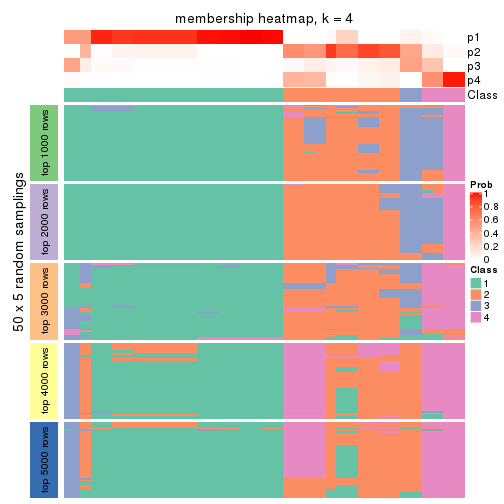 membership heatmap, k = 4
p1
p2
p3
p4
Class
50 x 5 random samplings
top 1000 rows
top 2000 rows
top 3000 rows
top 4000 rows
top 5000 rows
Prob
1
0.8
0.6
0.4
0.2
0
Class
1
2
3
4